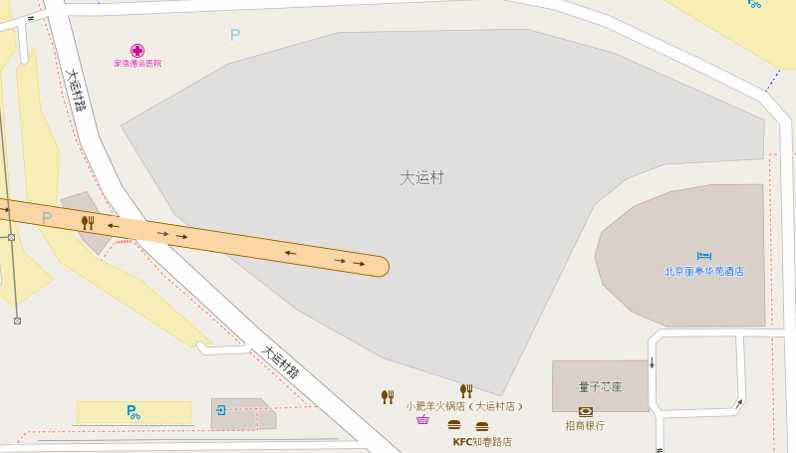 P
家恩德运医院
大运村路
大运村
P
北京丽亭华苑酒店
大运村路
量子芯座
小肥羊火锅店（大运村店）
P
招商银行
KFC知春路店